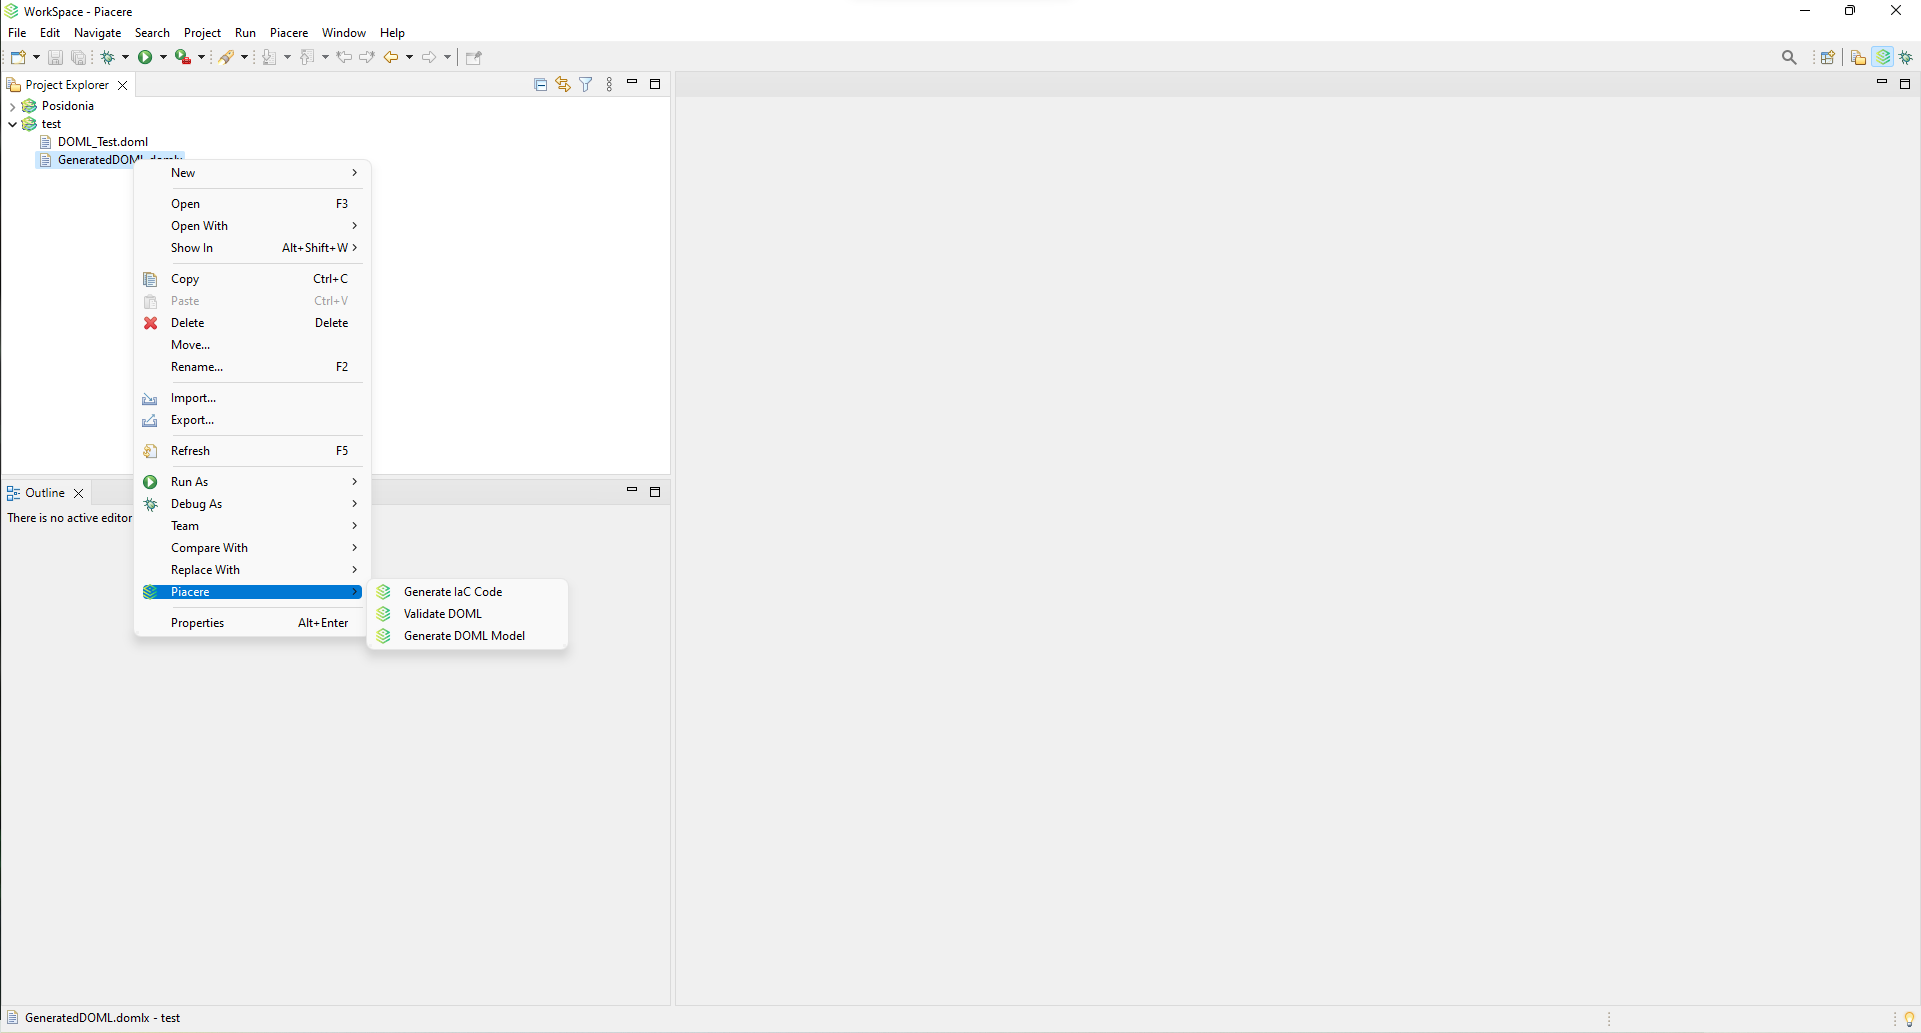 WorkSpace - Piacere
File Edit Navigate Search Project Run Piacere Window Help
Project Explorer
Posidonia
test
DOML_Test.doml
GeneratedDOML.domlx
New
Open F3
Open With
Show In Alt+Shift+W
Copy Ctrl+C
Paste Ctrl+V
Delete Delete
Move...
Rename... F2
Import...
Export...
Refresh F5
Run As
Debug As
Team
Compare With
Replace With
Piacere
Properties Alt+Enter
Generate IaC Code
Validate DOML
Generate DOML Model
Outline
There is no active editor
GeneratedDOML.domlx - test